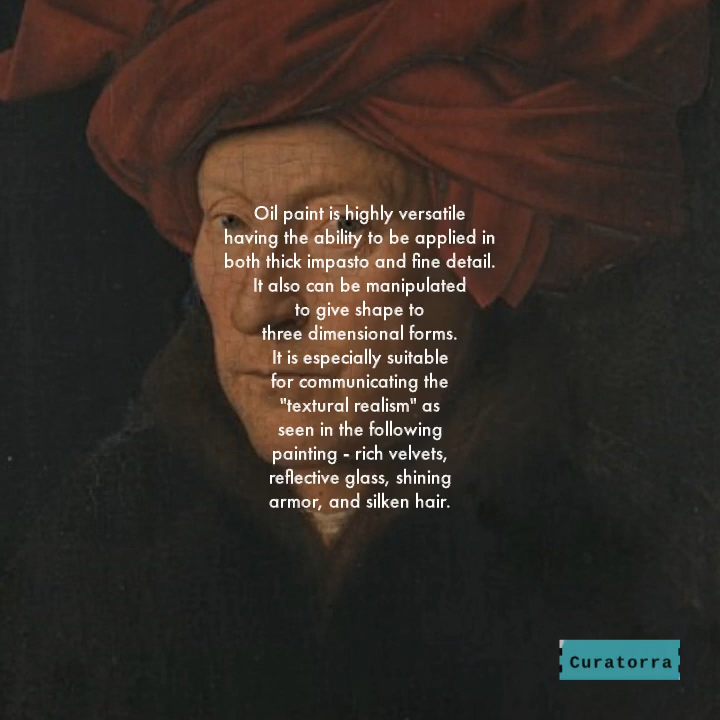 Oil paint is highly versatile
having the ability to be applied in
both thick impasto and fine detail.
It also can be manipulated
to give shape to
three dimensional forms.
It is especially suitable
for communicating the
"textural realism" as
seen in the following
painting - rich velvets,
reflective glass, shining
armor, and silken hair.
Curatorra